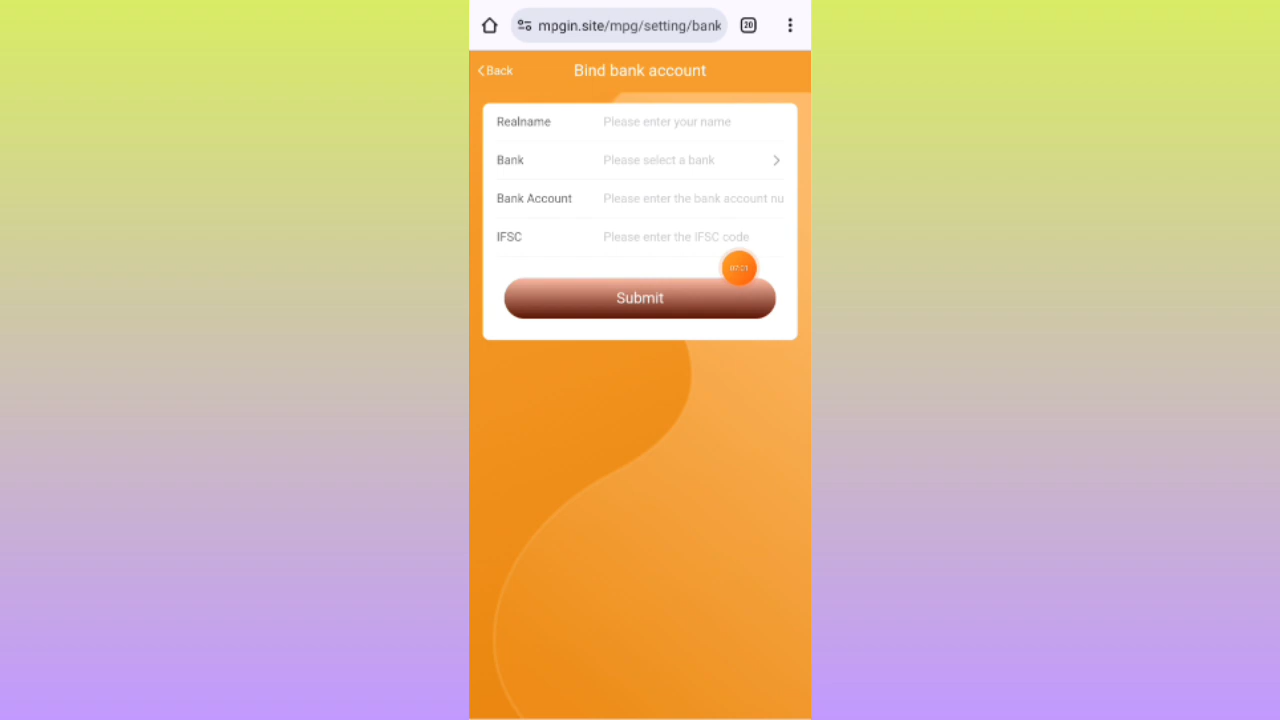 mpgin.site/mpg/setting/bank
20
Back
Bind bank account
Realname
Please enter your name
Bank
Please select a bank
Bank Account
Please enter the bank account nu
IFSC
Please enter the IFSC code
Submit